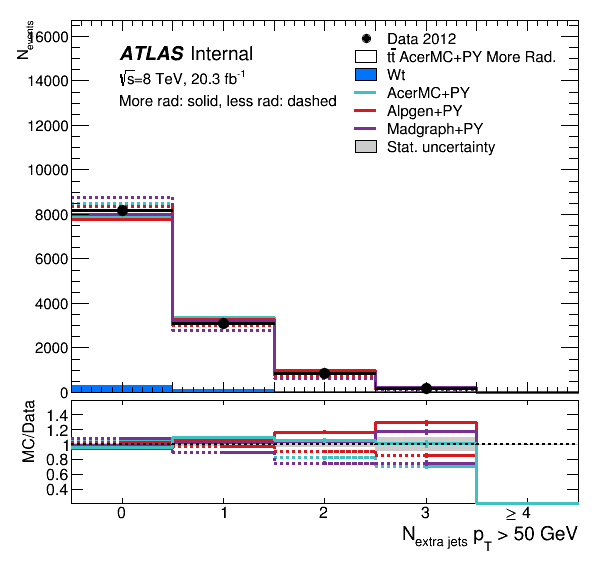 N_events
16000
14000
12000
10000
8000
6000
4000
2000
0
ATLAS Internal
√s=8 TeV, 20.3 fb⁻¹
More rad: solid, less rad: dashed
Data 2012
tt̄ AcerMC+PY More Rad.
Wt
AcerMC+PY
Alpgen+PY
Madgraph+PY
Stat. uncertainty
MC/Data
1.4
1.2
1
0.8
0.6
0.4
0 1 2 3 ≥ 4
N_extra jets p_T > 50 GeV